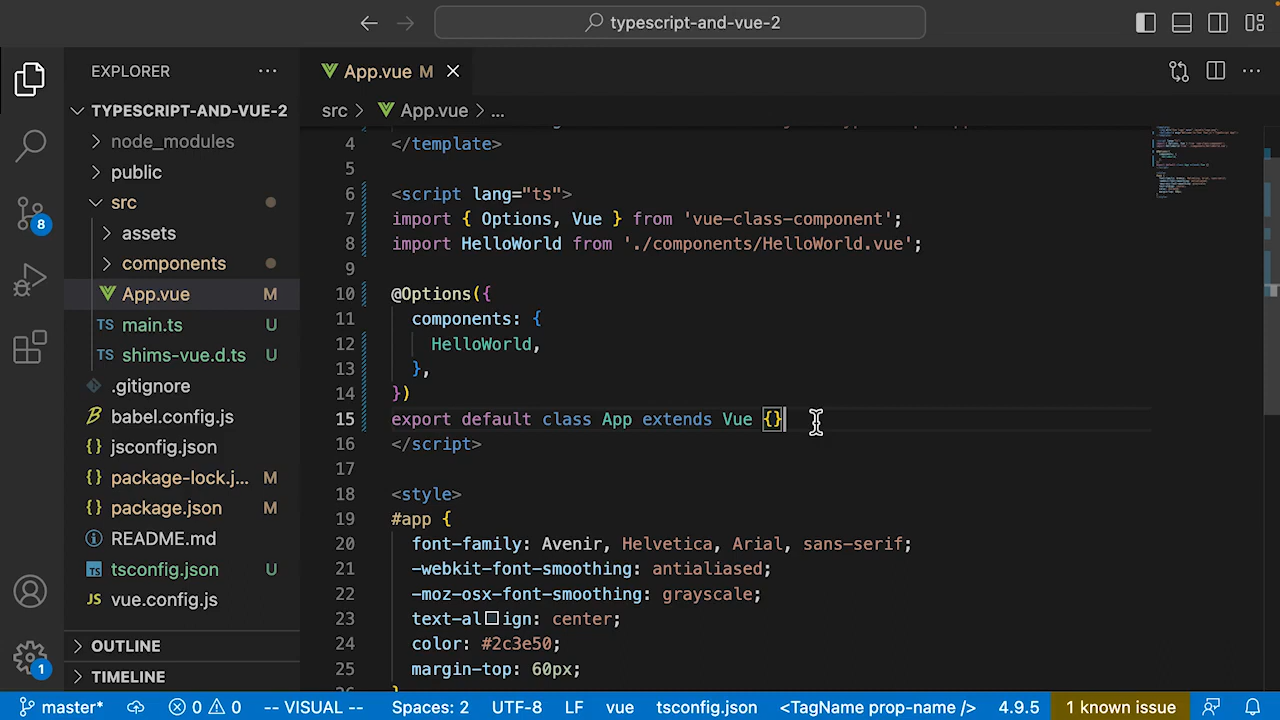 typescript-and-vue-2
EXPLORER
TYPESCRIPT-AND-VUE-2
node_modules
public
src
assets
components
App.vue M
TS main.ts U
TS shims-vue.d.ts U
.gitignore
babel.config.js
{} jsconfig.json
{} package-lock.j... M
{} package.json M
README.md
TS tsconfig.json U
JS vue.config.js
OUTLINE
TIMELINE
8
1
App.vue M
src > App.vue > ...
4 </template>
5
6 <script lang="ts">
7 import { Options, Vue } from 'vue-class-component';
8 import HelloWorld from './components/HelloWorld.vue';
9
10 @Options({
11 components: {
12 HelloWorld,
13 },
14 })
15 export default class App extends Vue {}
16 </script>
17
18 <style>
19 #app {
20 font-family: Avenir, Helvetica, Arial, sans-serif;
21 -webkit-font-smoothing: antialiased;
22 -moz-osx-font-smoothing: grayscale;
23 text-align: center;
24 color: #2c3e50;
25 margin-top: 60px;
master* 0 0 -- VISUAL -- Spaces: 2 UTF-8 LF vue tsconfig.json <TagName prop-name /> 4.9.5 1 known issue